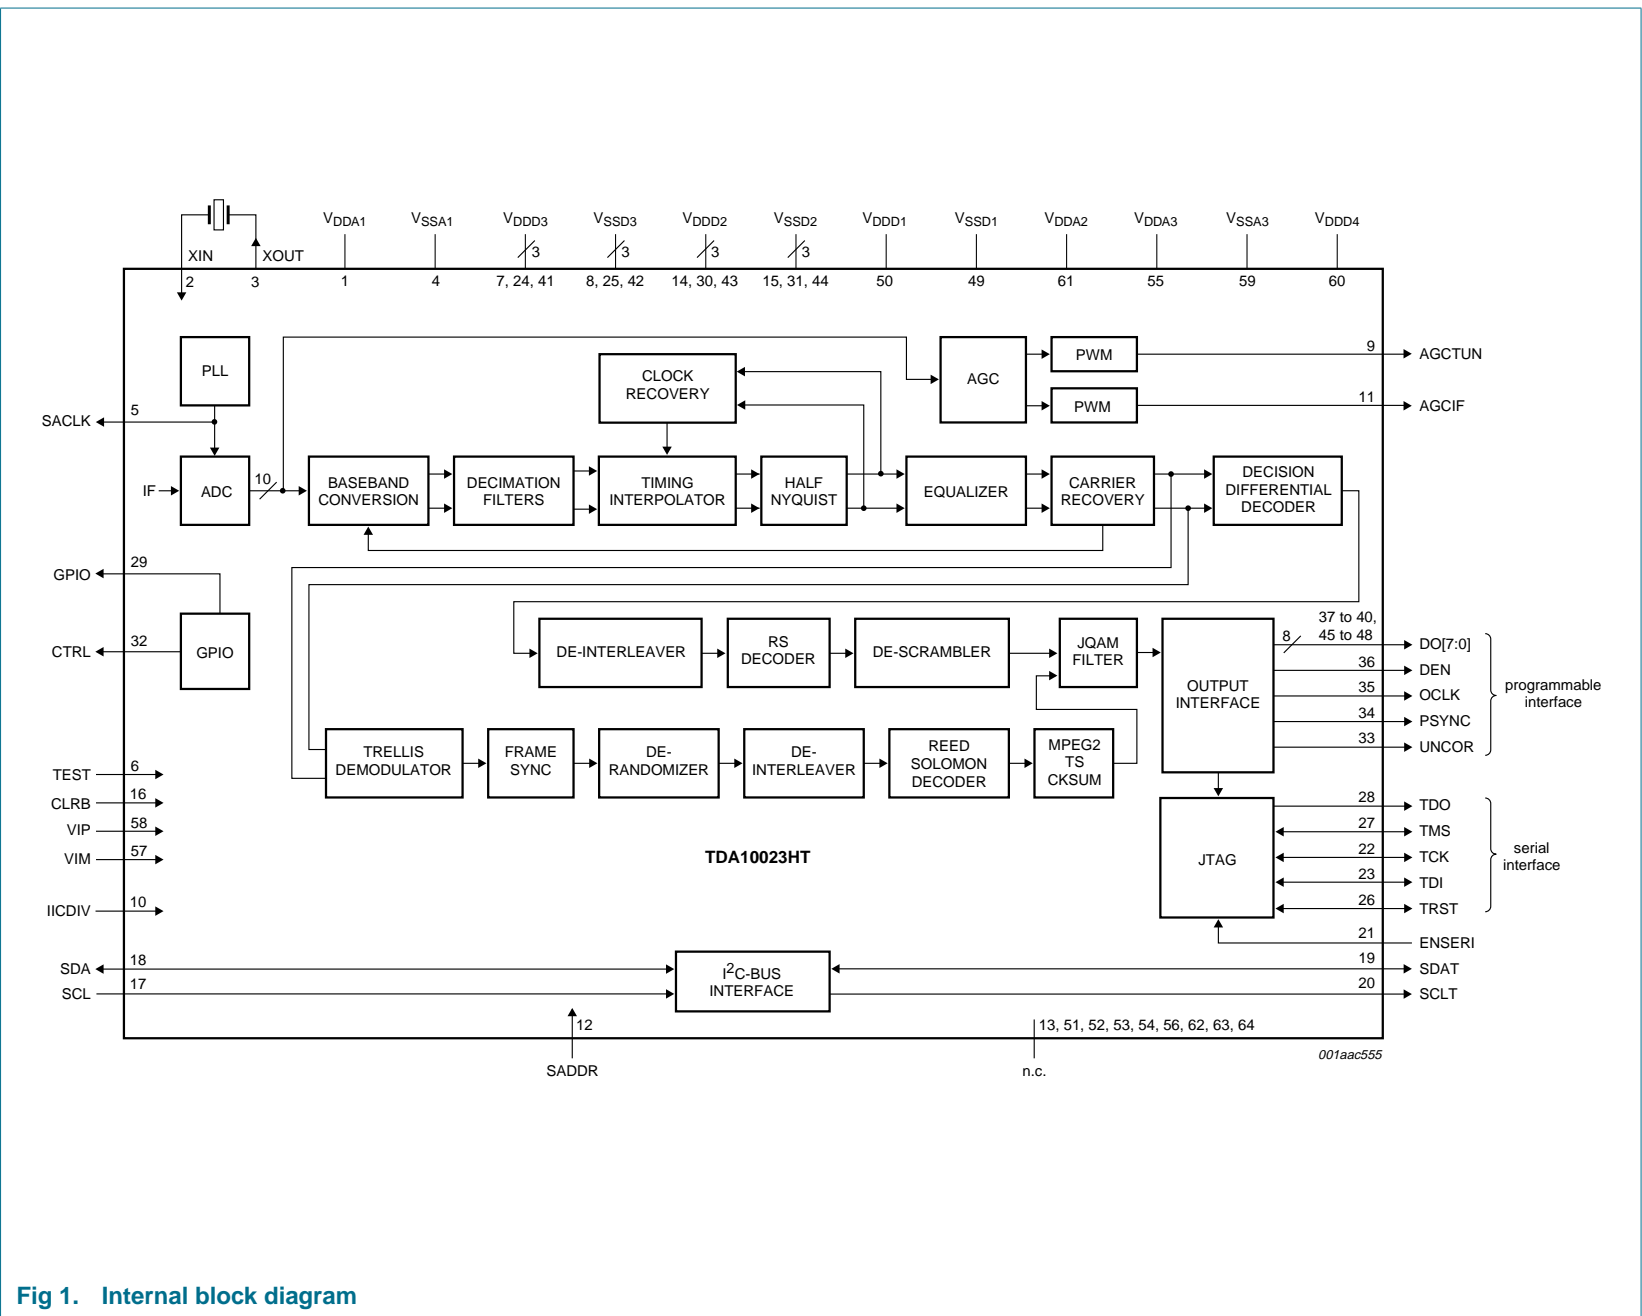 XIN
XOUT
VDDA1
VSSA1
VDDD3
VSSD3
VDDD2
VSSD2
VDDD1
VSSD1
VDDA2
VDDA3
VSSA3
VDDD4
3
3
3
3
2
3
1
4
7, 24, 41
8, 25, 42
14, 30, 43
15, 31, 44
50
49
61
55
59
60
PLL
CLOCK
RECOVERY
AGC
PWM
9
AGCTUN
PWM
11
AGCIF
SACLK
5
IF
ADC
10
BASEBAND
CONVERSION
DECIMATION
FILTERS
TIMING
INTERPOLATOR
HALF
NYQUIST
EQUALIZER
CARRIER
RECOVERY
DECISION
DIFFERENTIAL
DECODER
GPIO
29
CTRL
32
GPIO
DE-INTERLEAVER
RS
DECODER
DE-SCRAMBLER
JQAM
FILTER
OUTPUT
INTERFACE
37 to 40,
8
45 to 48
DO[7:0]
36
DEN
35
OCLK
34
PSYNC
33
UNCOR
programmable
interface
TRELLIS
DEMODULATOR
FRAME
SYNC
DE-
RANDOMIZER
DE-
INTERLEAVER
REED
SOLOMON
DECODER
MPEG2
TS
CKSUM
TEST
6
CLRB
16
VIP
58
VIM
57
IICDIV
10
TDA10023HT
JTAG
28
TDO
27
TMS
22
TCK
23
TDI
26
TRST
serial
interface
21
ENSERI
SDA
18
SCL
17
I2C-BUS
INTERFACE
19
SDAT
20
SCLT
12
SADDR
13, 51, 52, 53, 54, 56, 62, 63, 64
n.c.
001aac555
Fig 1. Internal block diagram